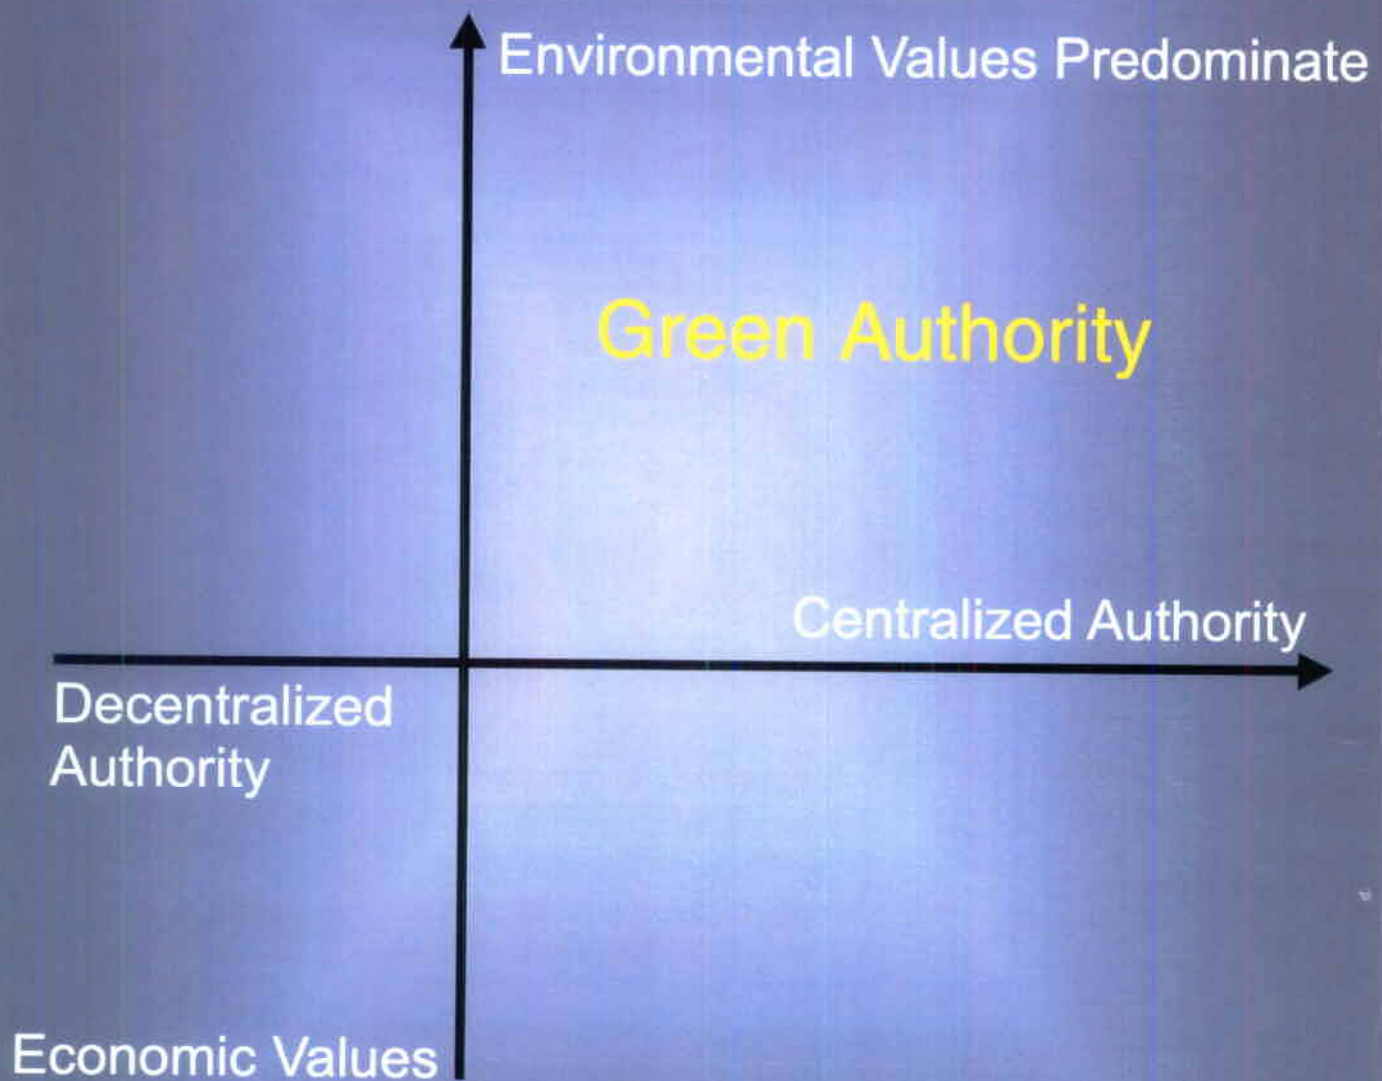 Environmental Values Predominate
Green Authority
Centralized Authority
Decentralized
Authority
Economic Values